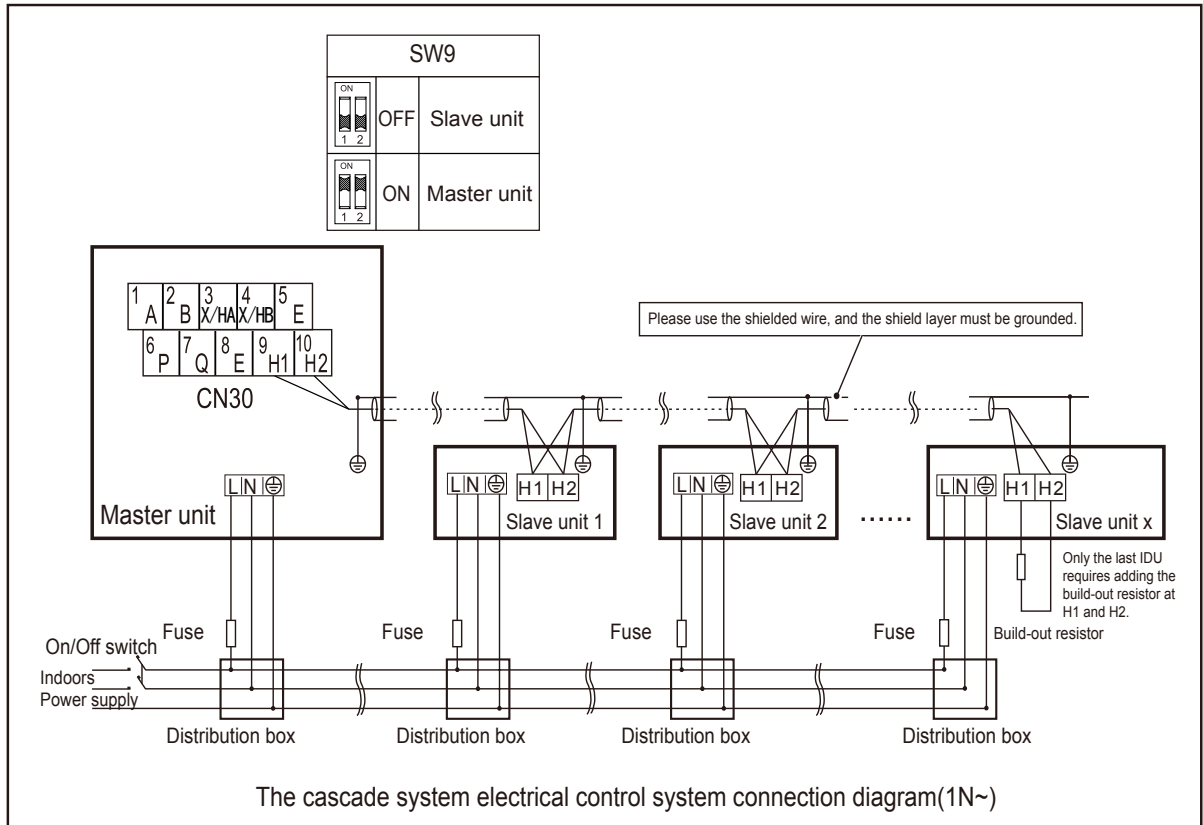 SW9
ON
1 2
OFF
Slave unit
ON
1 2
ON
Master unit
1 A
2 B
3 X/HA
4 X/HB
5 E
6 P
7 Q
8 E
9 H1
10 H2
CN30
Please use the shielded wire, and the shield layer must be grounded.
L N
Master unit
L N
H1 H2
Slave unit 1
L N
H1 H2
Slave unit 2
......
L N
H1 H2
Slave unit x
Only the last IDU
requires adding the
build-out resistor at
H1 and H2.
Build-out resistor
Fuse
Fuse
Fuse
Fuse
On/Off switch
Indoors
Power supply
Distribution box
Distribution box
Distribution box
Distribution box
The cascade system electrical control system connection diagram(1N~)